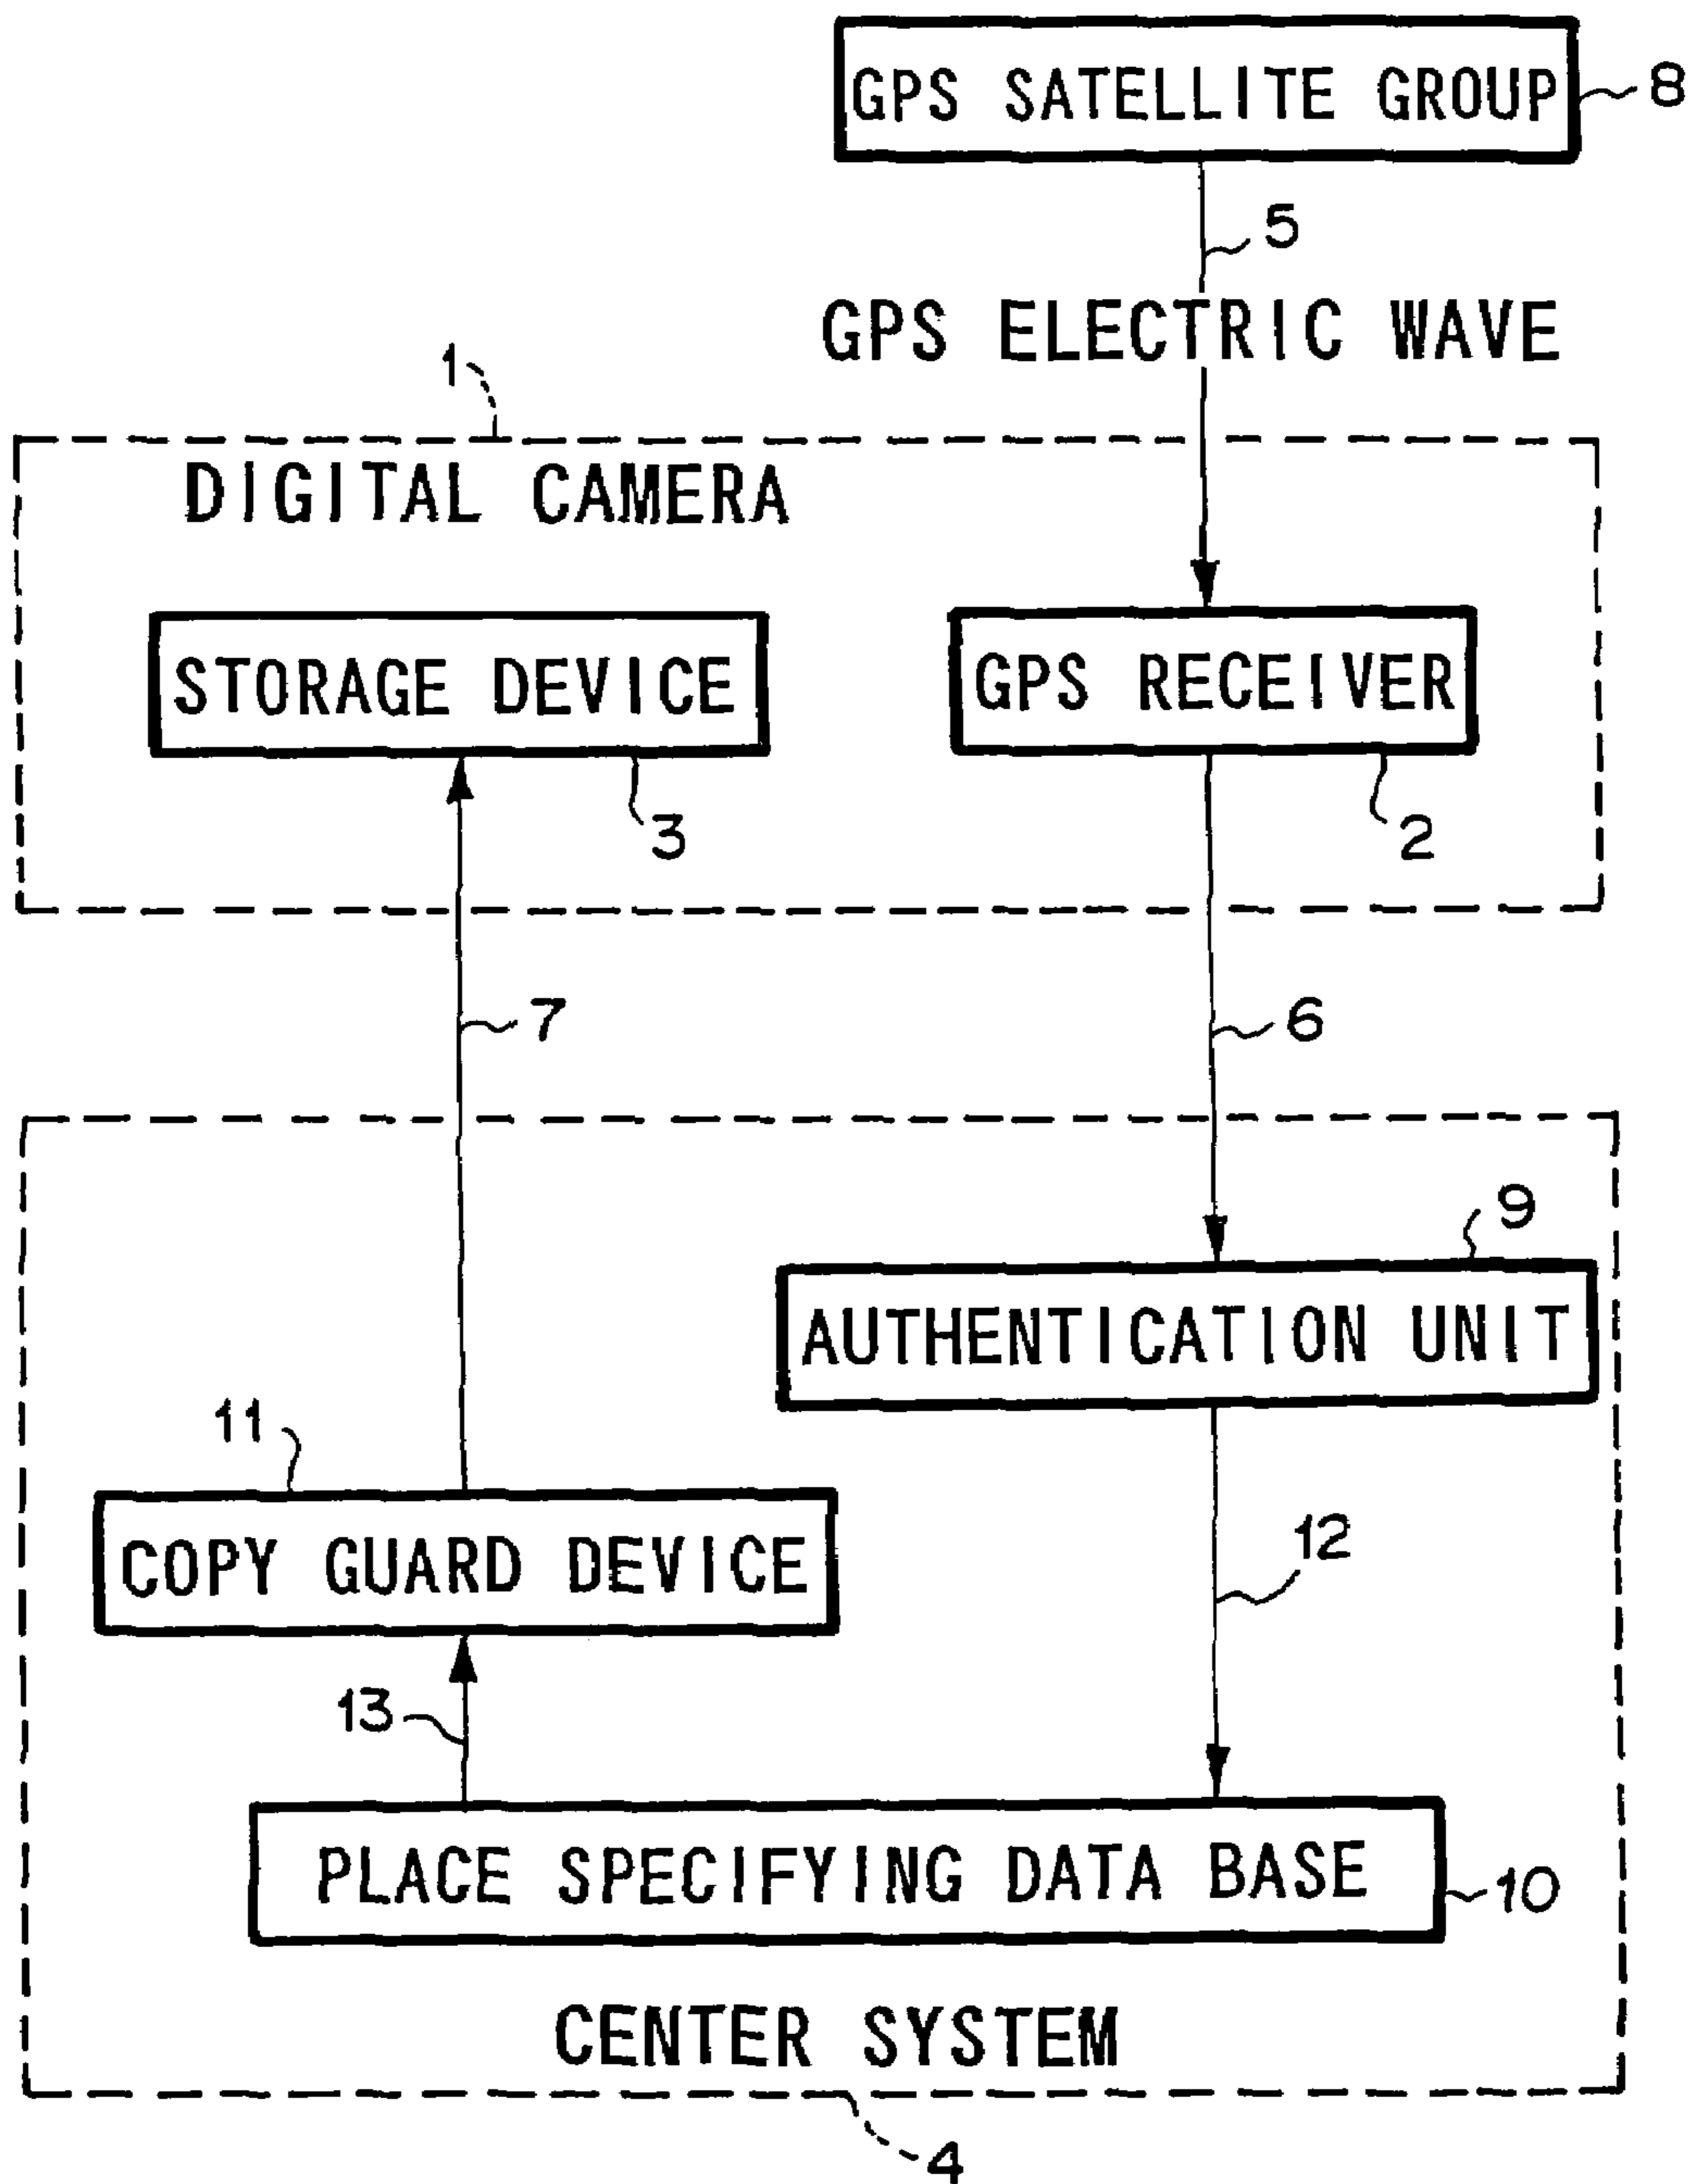 GPS SATELLITE GROUP
8
5
GPS ELECTRIC WAVE
1
DIGITAL CAMERA
STORAGE DEVICE
GPS RECEIVER
3
2
7
6
9
AUTHENTICATION UNIT
11
COPY GUARD DEVICE
12
13
PLACE SPECIFYING DATA BASE
10
CENTER SYSTEM
4